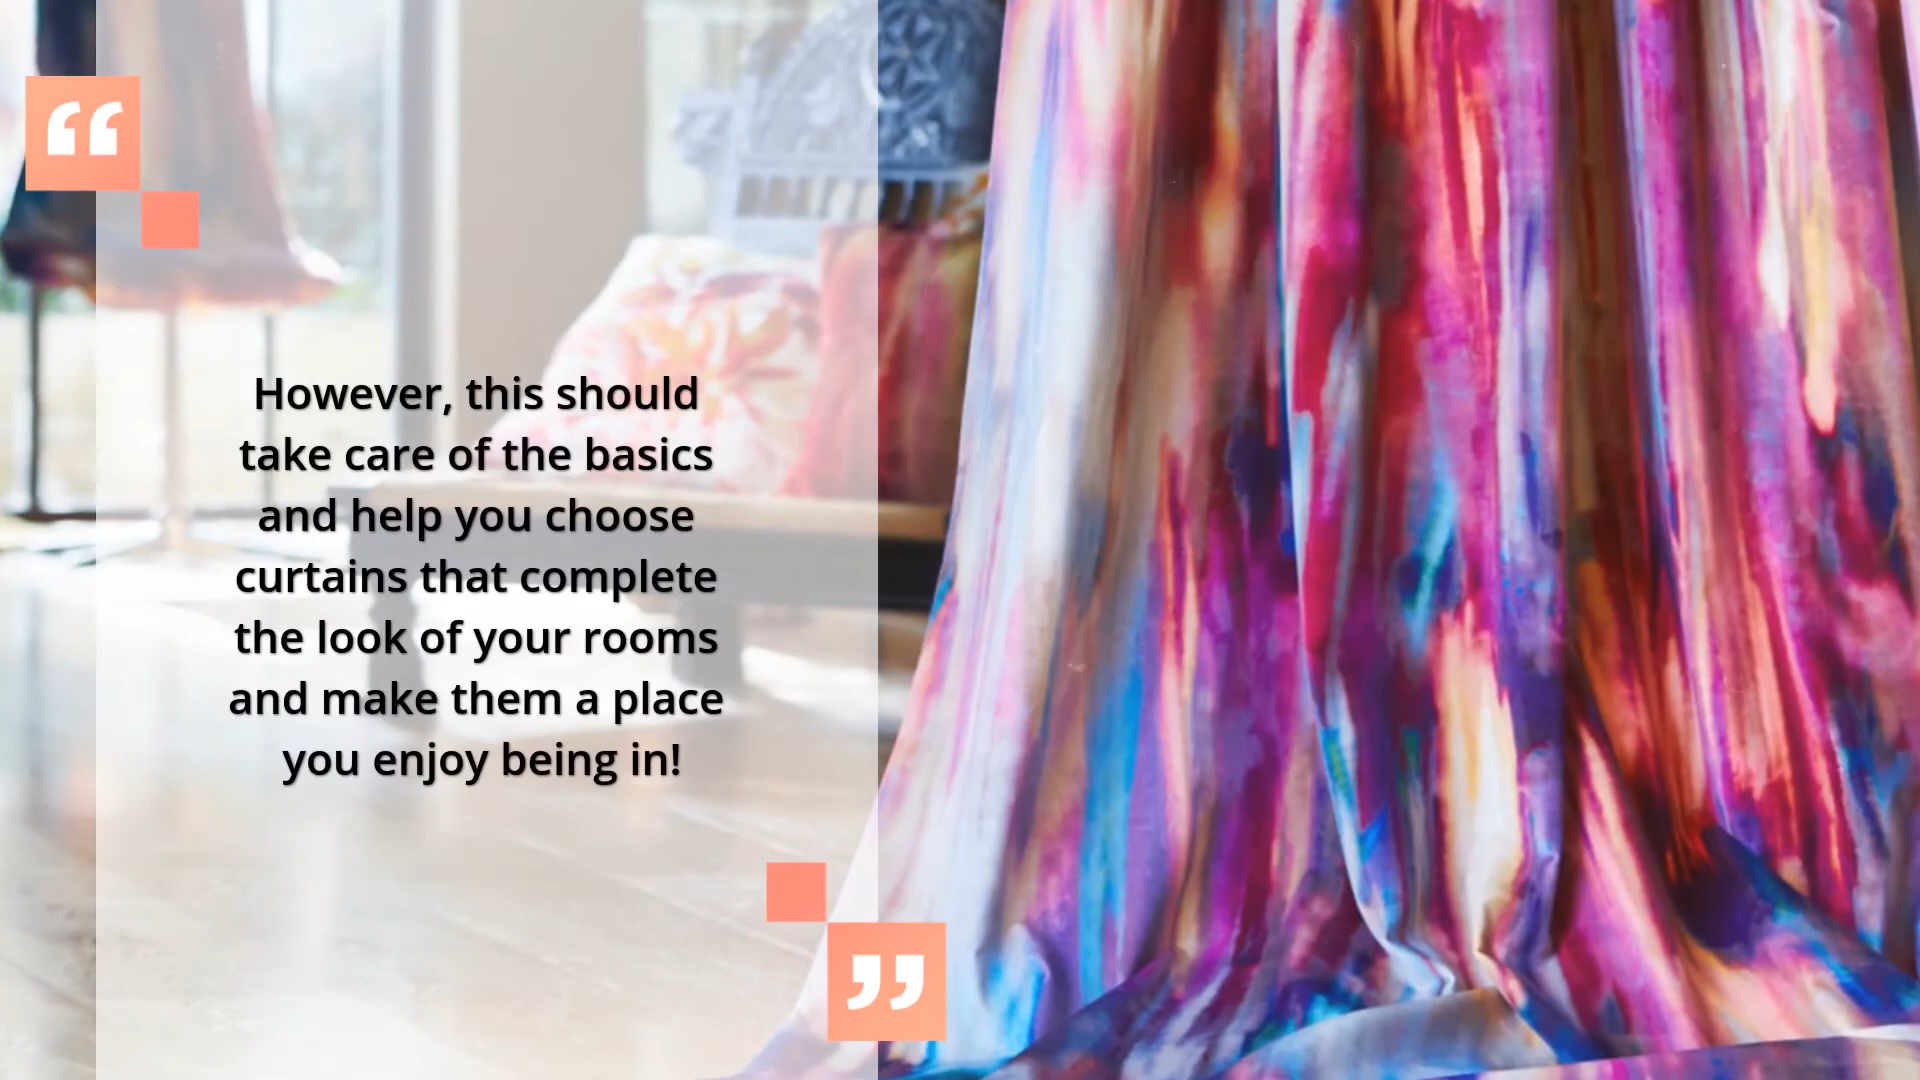 “
However, this should
take care of the basics
and help you choose
curtains that complete
the look of your rooms
and make them a place
you enjoy being in!
”